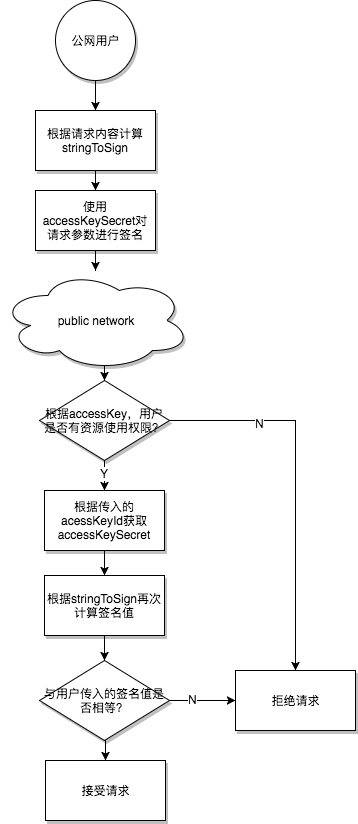 公网用户
根据请求内容计算
stringToSign
使用
accessKeySecret对
请求参数进行签名
public network
根据accessKey，用户
是否有资源使用权限?
N
Y
根据传入的
acessKeyId获取
accessKeySecret
根据stringToSign再次
计算签名值
与用户传入的签名值是
否相等?
N
拒绝请求
接受请求